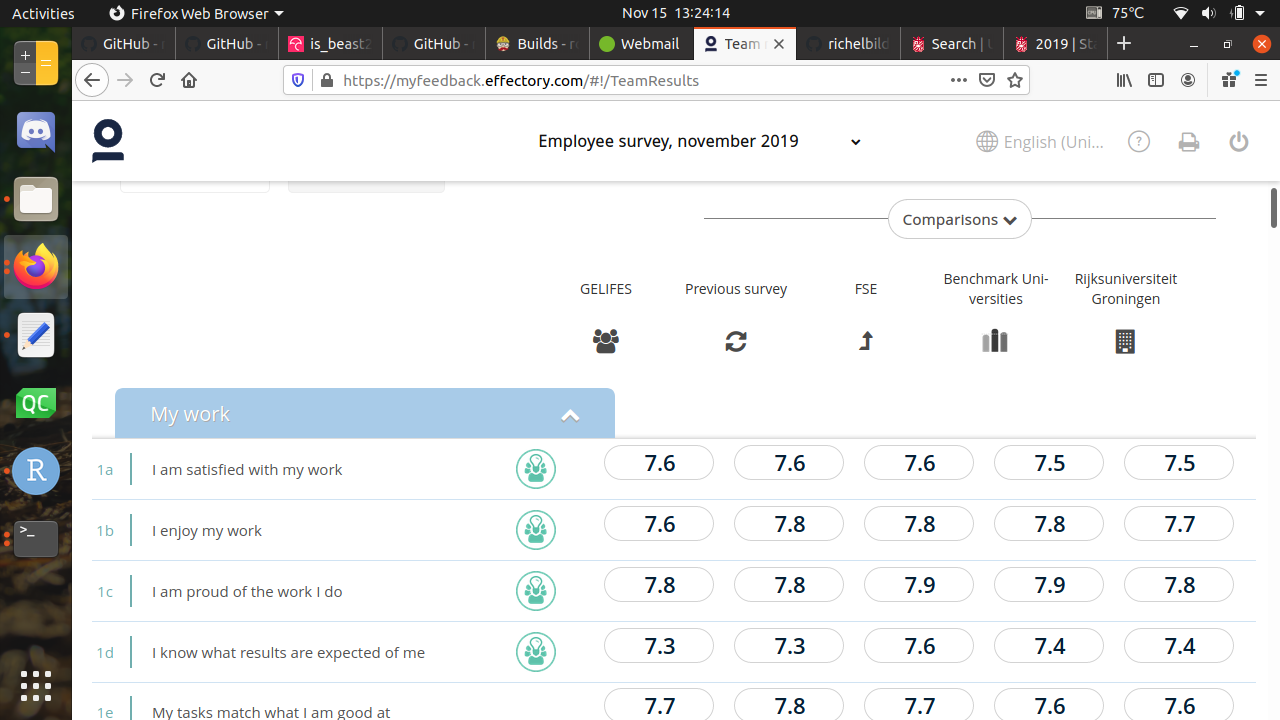 Activities Firefox Web Browser Nov 15 13:24:14 75°C
GitHub - GitHub - is_beast2 GitHub - Builds - r Webmail Team richelbild Search | 2019 | Sta
https://myfeedback.effectory.com/#!/TeamResults
Employee survey, november 2019 English (Uni... ?
Comparisons
GELIFES Previous survey FSE Benchmark Uni- Rijksuniversiteit
versities Groningen
My work
1a I am satisfied with my work 7.6 7.6 7.6 7.5 7.5
1b I enjoy my work 7.6 7.8 7.8 7.8 7.7
1c I am proud of the work I do 7.8 7.8 7.9 7.9 7.8
QC
1d I know what results are expected of me 7.3 7.3 7.6 7.4 7.4
R
>_
1e My tasks match what I am good at 7.7 7.8 7.7 7.6 7.6